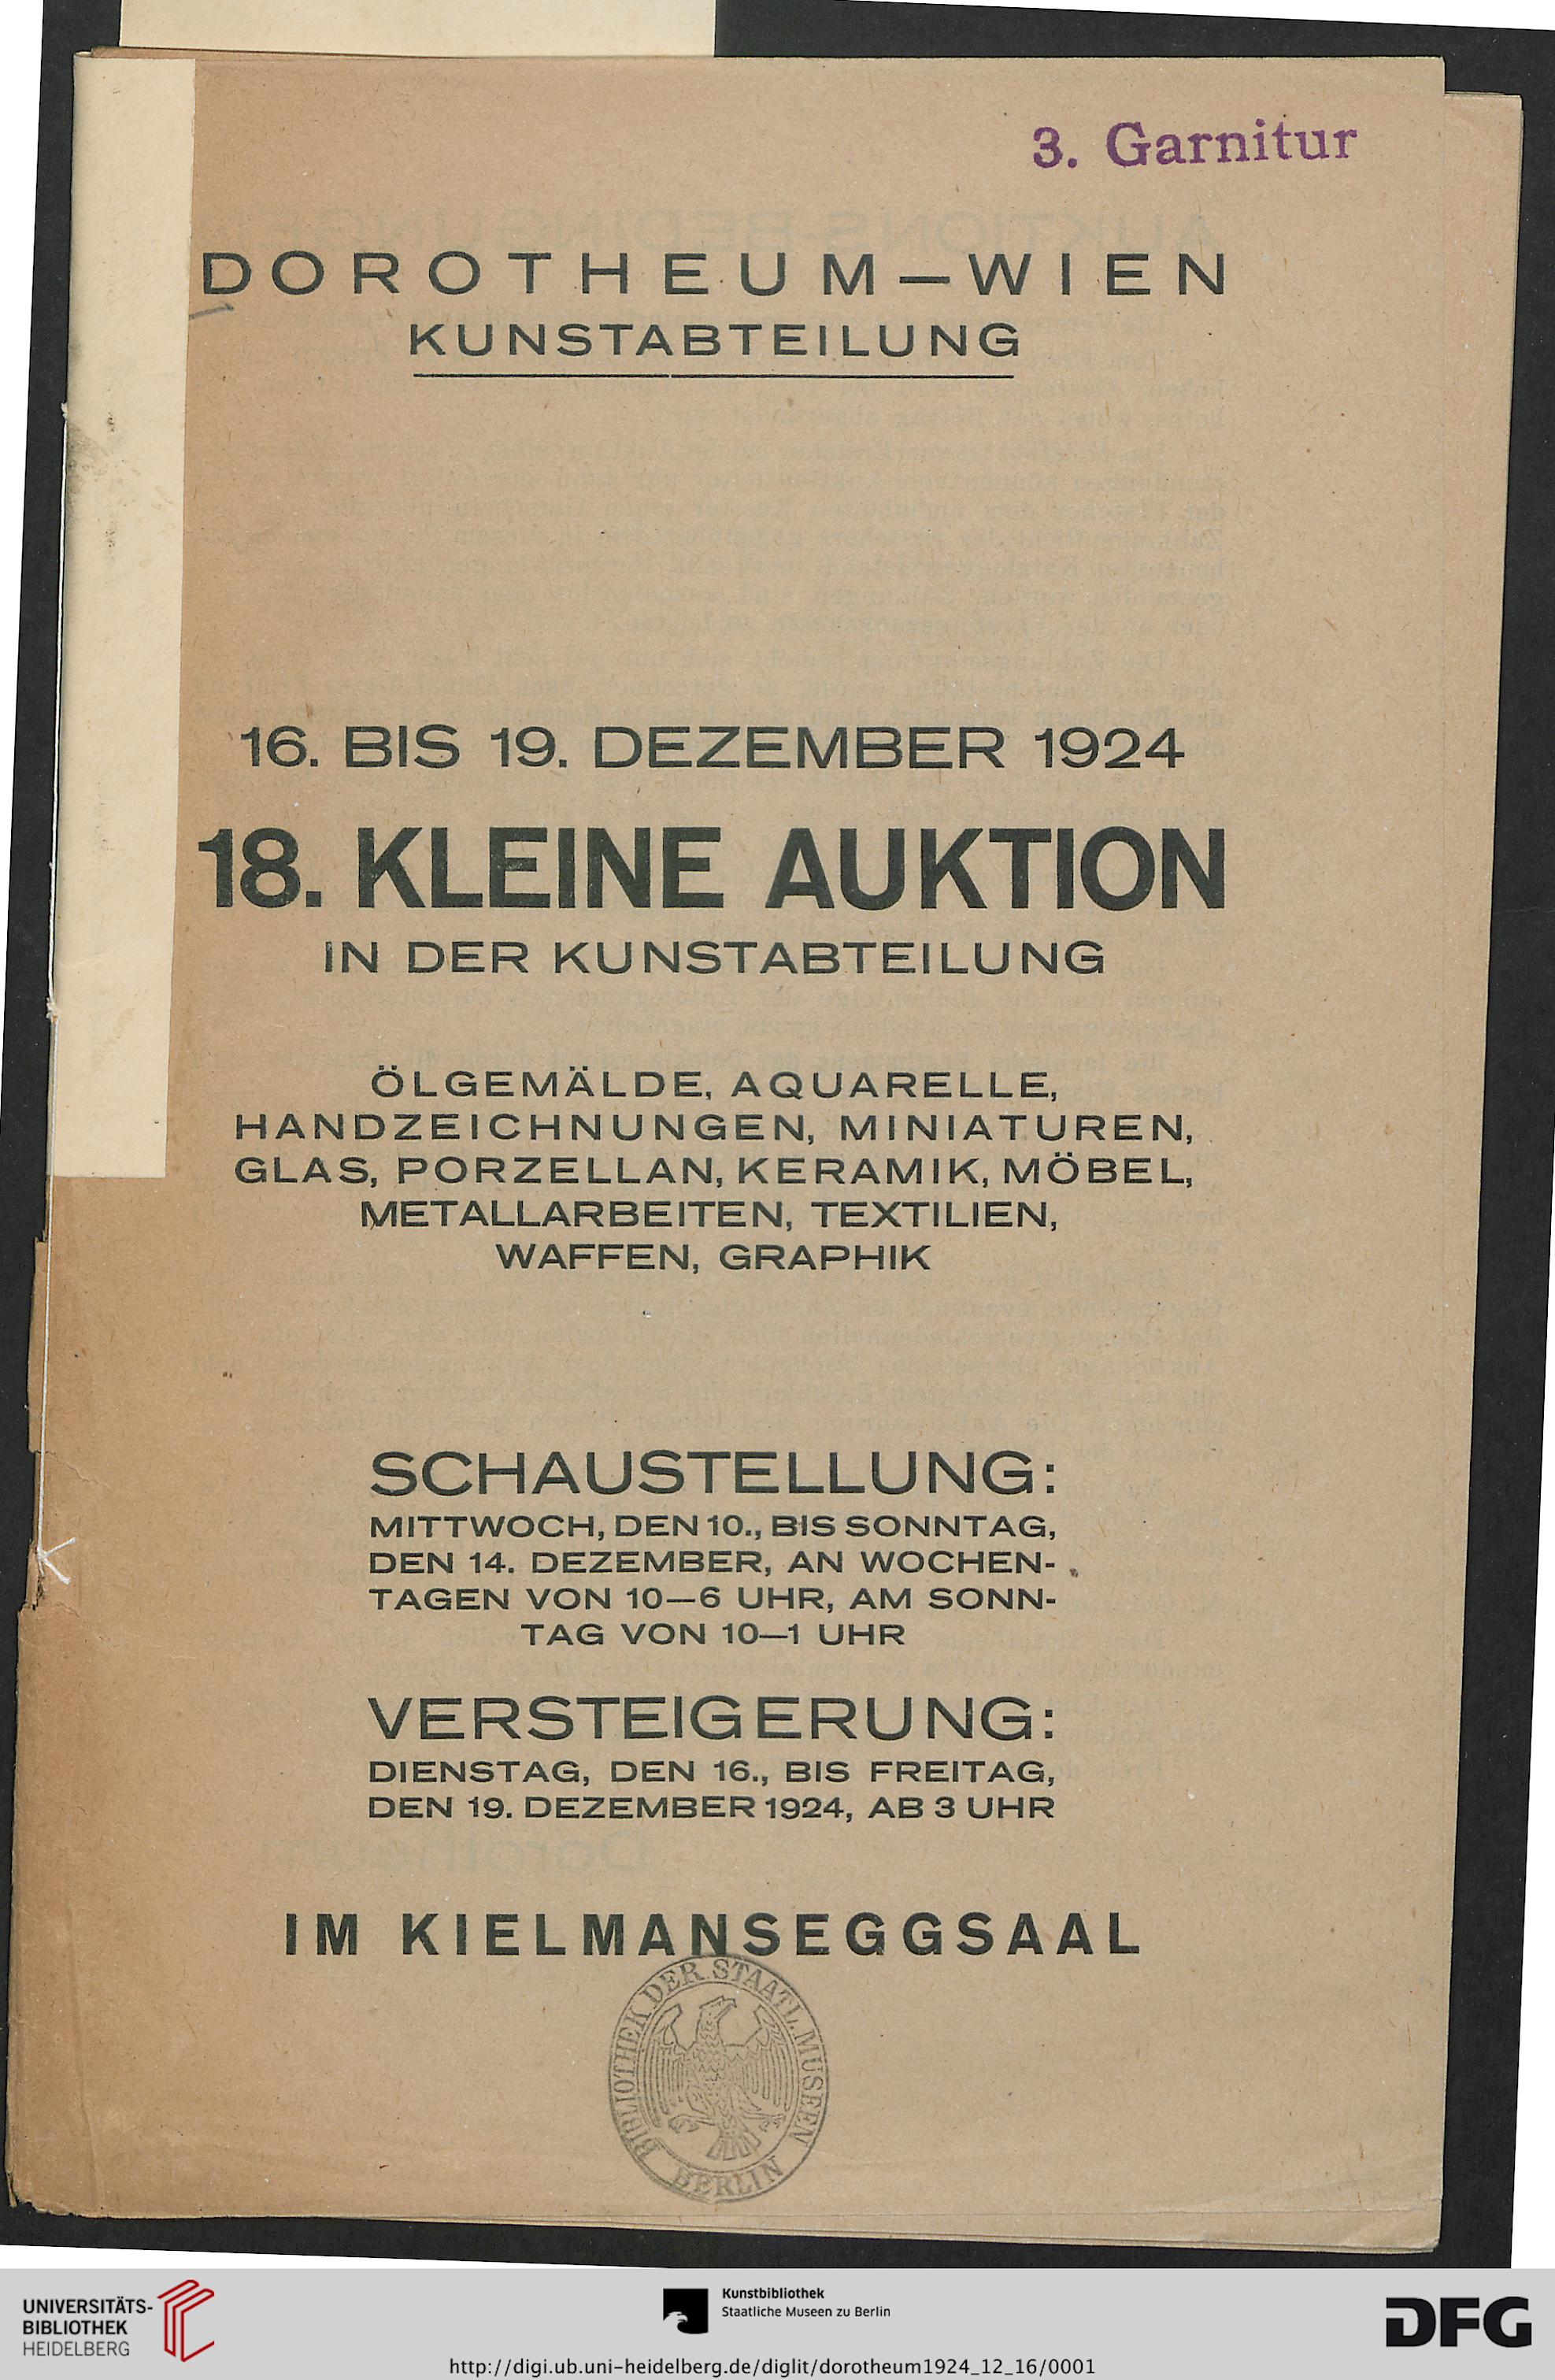 3. Garnitur
DOROTHEUM—WIEN
KUNSTABTEILUNG
16. BIS 19. DEZEMBER 1924
18. KLEINE AUKTION
IN DER KUNSTABTEILUNG
ÖLGEMÄLDE, AQUARELLE,
HANDZEICHNUNGEN, MINIATUREN,
GLAS, PORZELLAN, KERAMIK, MÖBEL,
METALLARBEITEN, TEXTILIEN,
WAFFEN, GRAPHIK
SCHAUSTELLUNG:
MITTWOCH, DEN 10., BIS SONNTAG,
DEN 14. DEZEMBER, AN WOCHEN-
TAGEN VON 10—6 UHR, AM SONN-
TAG VON 10—1 UHR
VERSTEIGERUNG:
DIENSTAG, DEN 16., BIS FREITAG,
DEN 19. DEZEMBER 1924, AB 3 UHR
IM KIELMANSEGGSAAL
BIBLIOTHEK DER STAATL. MUSEEN
BERLIN
UNIVERSITÄTS-
BIBLIOTHEK
HEIDELBERG
Kunstbibliothek
Staatliche Museen zu Berlin
DFG
http://digi.ub.uni-heidelberg.de/diglit/dorotheum1924_12_16/0001